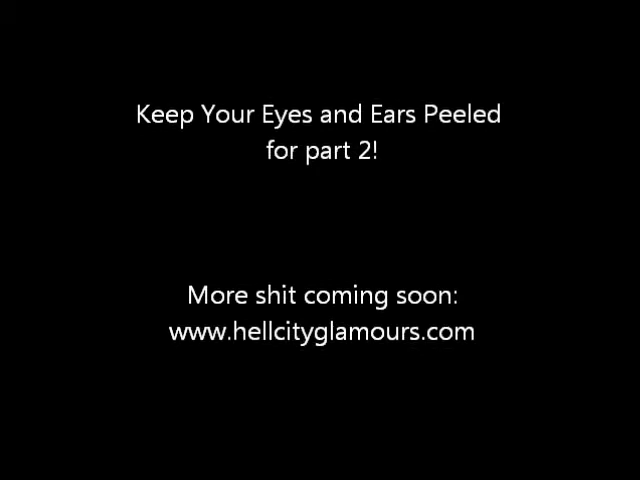 Keep Your Eyes and Ears Peeled
for part 2!
More shit coming soon:
www.hellcityglamours.com